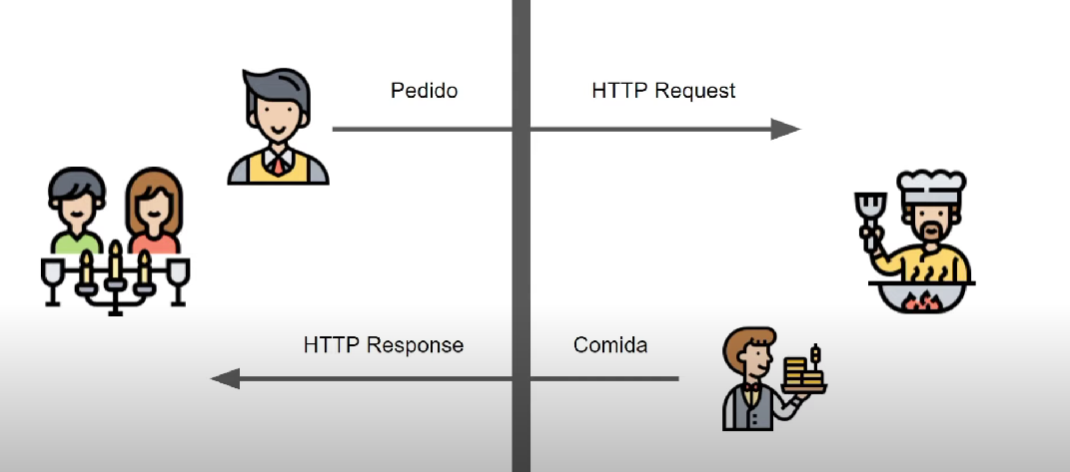 Pedido
HTTP Request
HTTP Response
Comida